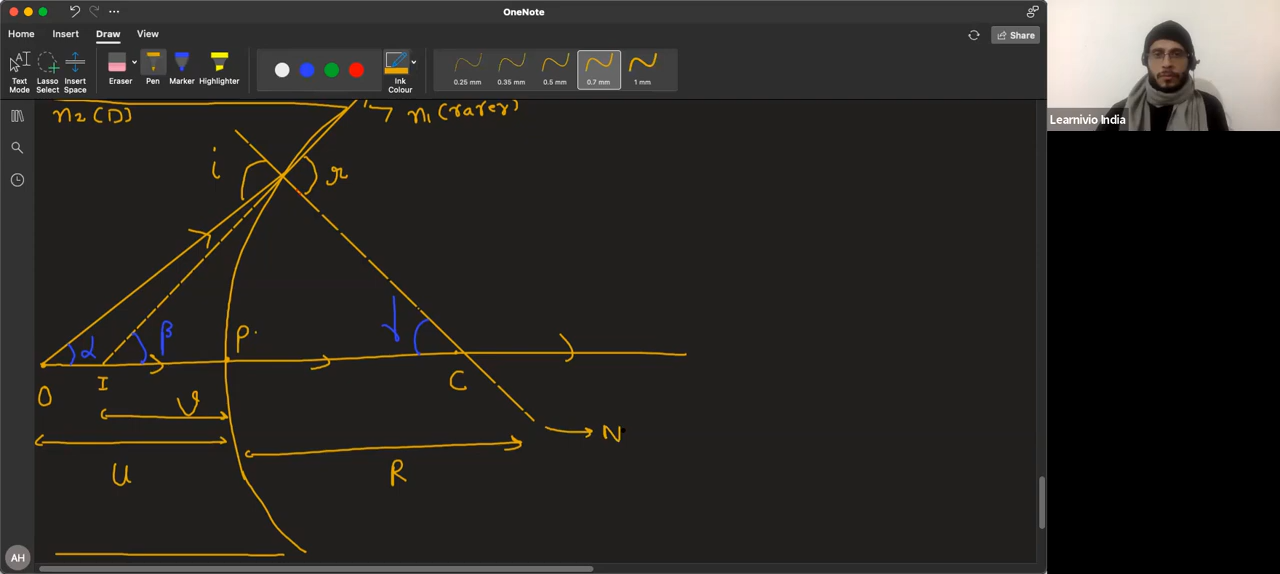 OneNote
Home Insert Draw View
Share
Text Mode
Lasso Select
Insert Space
Eraser
Pen
Marker
Highlighter
Ink Colour
0.25 mm
0.35 mm
0.5 mm
0.7 mm
1 mm
Learnivio India
n2 (D)
n1 (rarer)
i
r
α
β
γ
P
O
I
C
v
u
R
N
AH